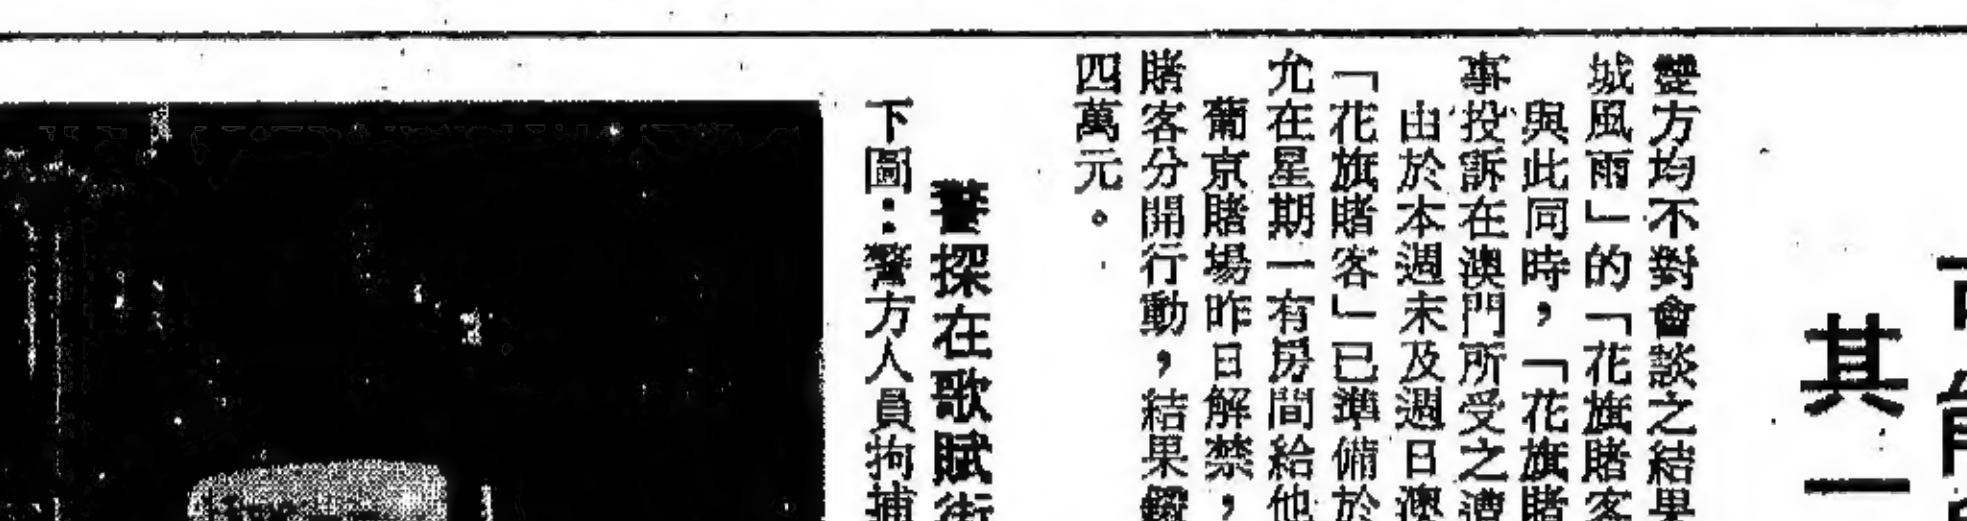 其一
雙方均不對會談之結果
城風雨」的「花旗賭客
與此同時，「花旗賭
事投訴在澳門所受之遭
由於本週末及週日澳
「花旗賭客」已準備於
允在星期一有房間給他
葡京賭場昨日解禁，
賭客分開行動，結果
四萬元。
警探在歌賦街
下圖：警方人員拘捕